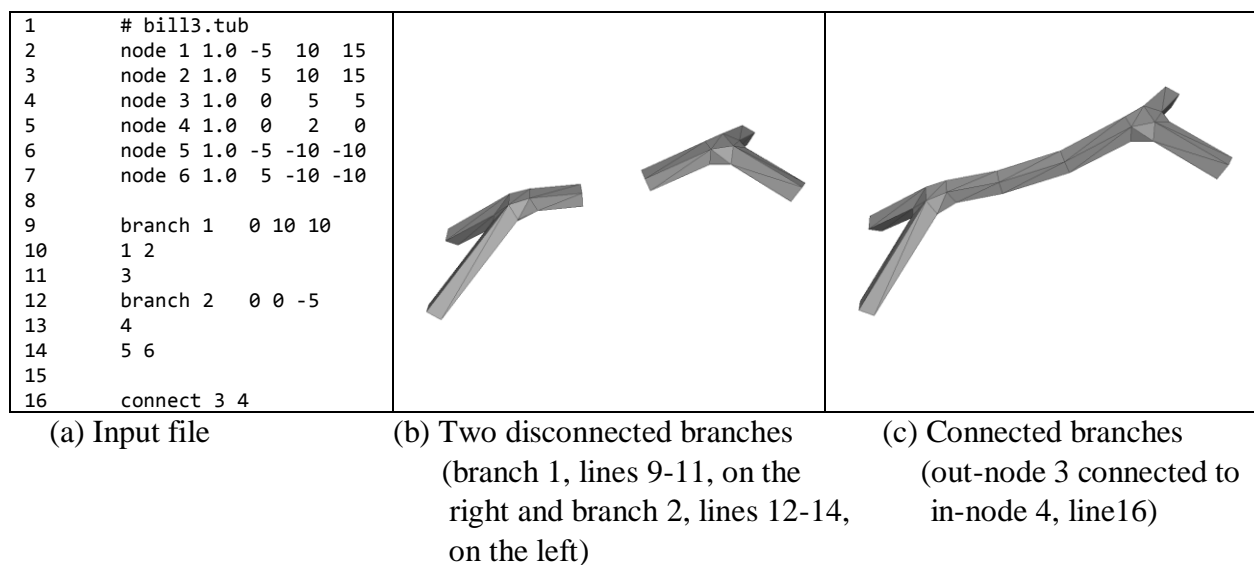 1 # bill3.tub
2 node 1 1.0 -5 10 15
3 node 2 1.0 5 10 15
4 node 3 1.0 0 5 5
5 node 4 1.0 0 2 0
6 node 5 1.0 -5 -10 -10
7 node 6 1.0 5 -10 -10
8
9 branch 1 0 10 10
10 1 2
11 3
12 branch 2 0 0 -5
13 4
14 5 6
15
16 connect 3 4
(a) Input file
(b) Two disconnected branches
(branch 1, lines 9-11, on the
right and branch 2, lines 12-14,
on the left)
(c) Connected branches
(out-node 3 connected to
in-node 4, line16)